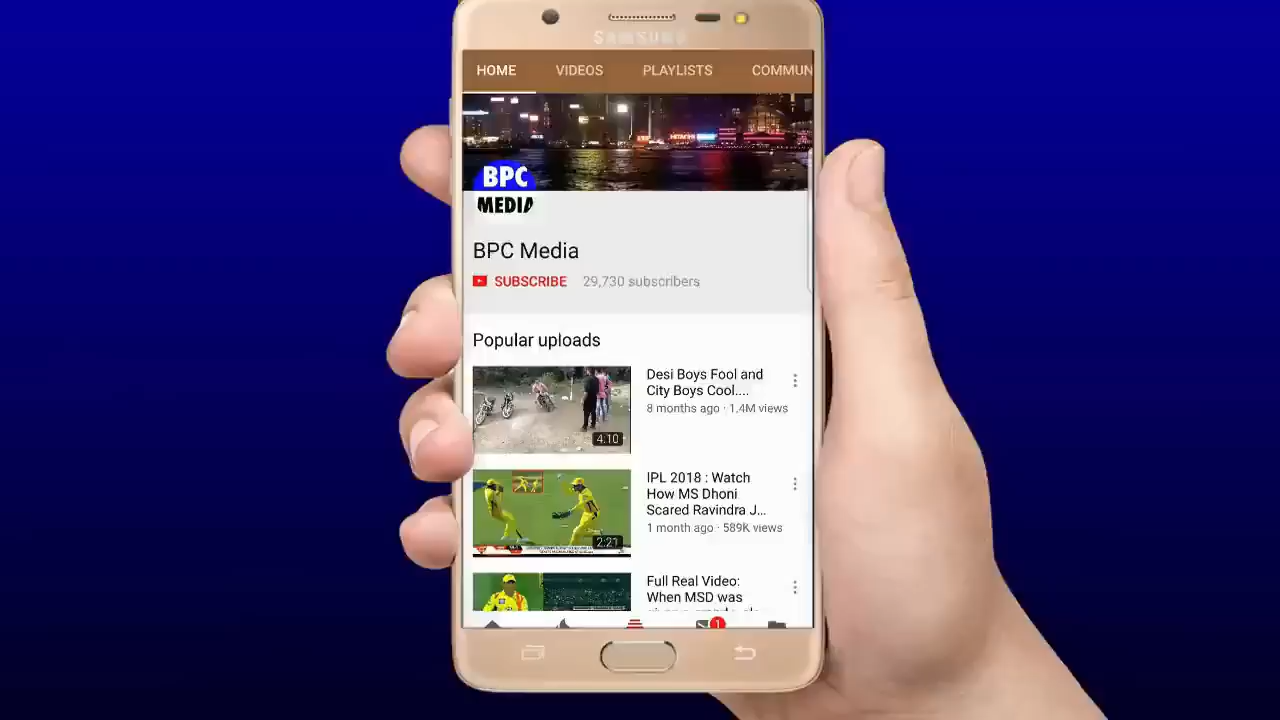 SAMSUNG
HOME VIDEOS PLAYLISTS COMMUN
HITACHI
BPC
MEDIA
BPC Media
SUBSCRIBE 29,730 subscribers
Popular uploads
Desi Boys Fool and
City Boys Cool....
8 months ago · 1.4M views
4:10
IPL 2018 : Watch
How MS Dhoni
Scared Ravindra J...
1 month ago · 589K views
2:21
Full Real Video:
When MSD was
1